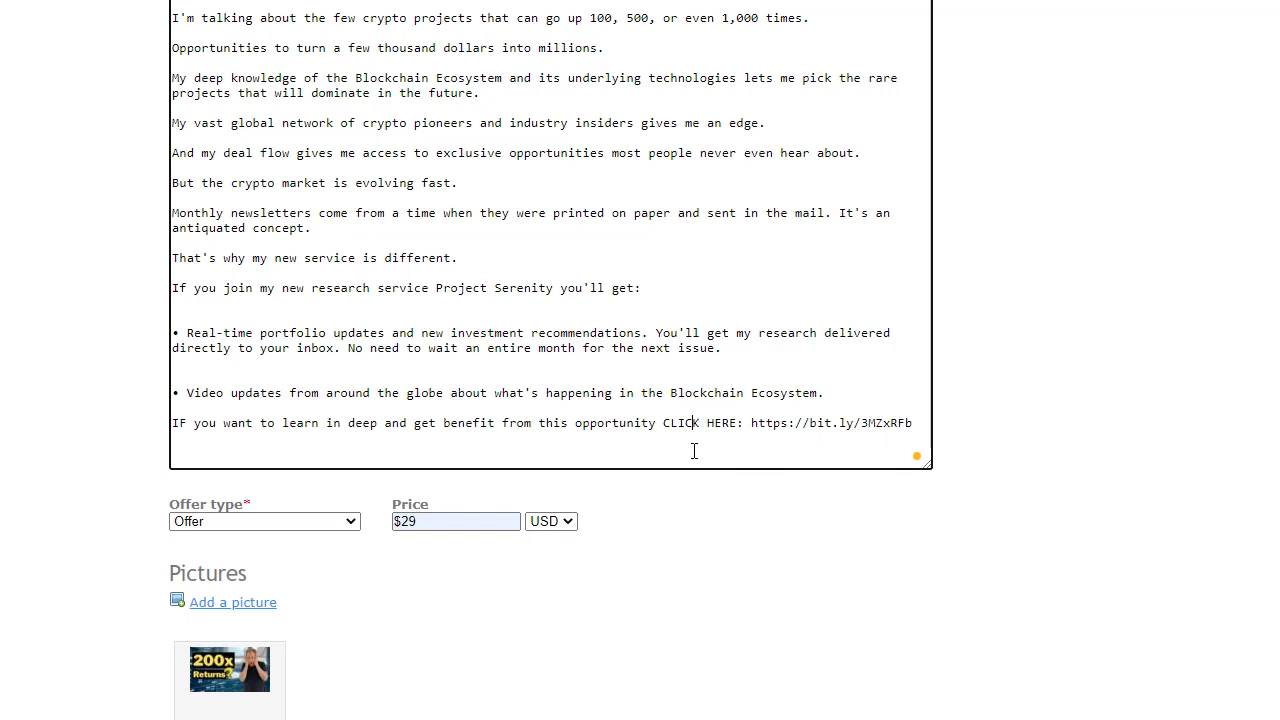 I'm talking about the few crypto projects that can go up 100, 500, or even 1,000 times.
Opportunities to turn a few thousand dollars into millions.
My deep knowledge of the Blockchain Ecosystem and its underlying technologies lets me pick the rare
projects that will dominate in the future.
My vast global network of crypto pioneers and industry insiders gives me an edge.
And my deal flow gives me access to exclusive opportunities most people never even hear about.
But the crypto market is evolving fast.
Monthly newsletters come from a time when they were printed on paper and sent in the mail. It's an
antiquated concept.
That's why my new service is different.
If you join my new research service Project Serenity you'll get:
• Real-time portfolio updates and new investment recommendations. You'll get my research delivered
directly to your inbox. No need to wait an entire month for the next issue.
• Video updates from around the globe about what's happening in the Blockchain Ecosystem.
IF you want to learn in deep and get benefit from this opportunity CLICK HERE: https://bit.ly/3MZxRFb
Offer type* Price
Offer $29 USD
Pictures
Add a picture
200x
Returns?